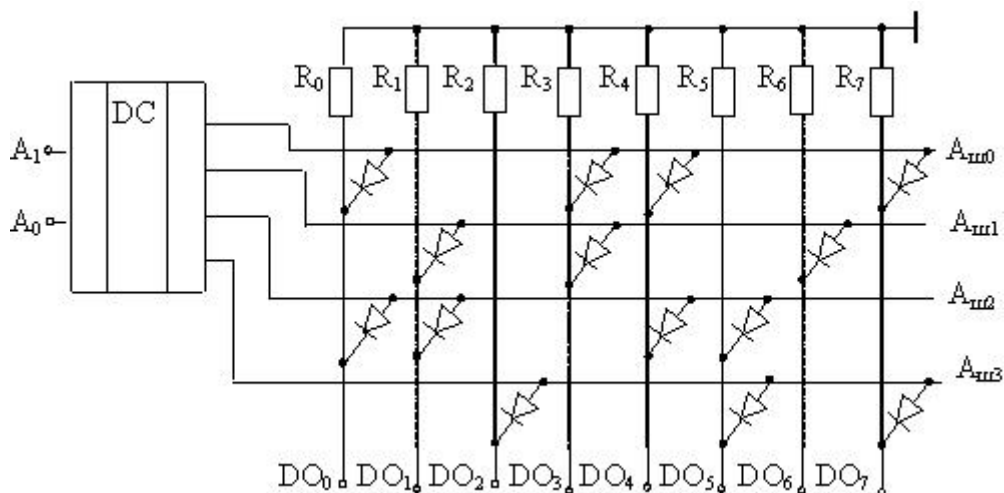 R₀ R₁ R₂ R₃ R₄ R₅ R₆ R₇
DC
A₁
A₀
Aш0
Aш1
Aш2
Aш3
DO₀ DO₁ DO₂ DO₃ DO₄ DO₅ DO₆ DO₇